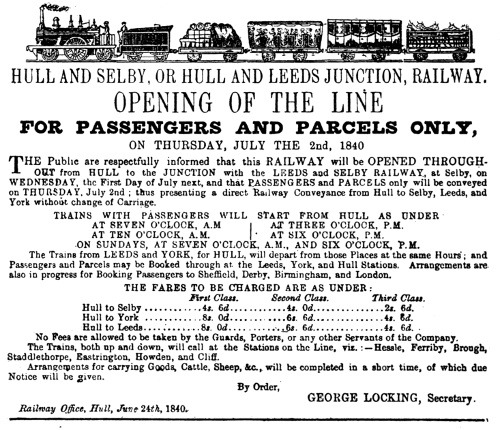 HULL AND SELBY, OR HULL AND LEEDS JUNCTION, RAILWAY.
OPENING OF THE LINE
FOR PASSENGERS AND PARCELS ONLY,
ON THURSDAY, JULY THE 2nd, 1840
THE Public are respectfully informed that this RAILWAY will be OPENED THROUGH-
OUT from HULL to the JUNCTION with the LEEDS and SELBY RAILWAY, at Selby, on
WEDNESDAY, the First Day of July next, and that PASSENGERS and PARCELS only will be conveyed
on THURSDAY, July 2nd; thus presenting a direct Railway Conveyance from Hull to Selby, Leeds, and
York without change of Carriage.
TRAINS WITH PASSENGERS WILL START FROM HULL AS UNDER
AT SEVEN O'CLOCK, A.M. AT THREE O'CLOCK, P.M.
AT TEN O'CLOCK, A.M. AT SIX O'CLOCK, P.M.
ON SUNDAYS, AT SEVEN O'CLOCK, A.M., AND SIX O'CLOCK, P.M.
The Trains from LEEDS and YORK, for HULL, will depart from those Places at the same Hours; and
Passengers and Parcels may be Booked through at the Leeds, York, and Hull Stations. Arrangements are
also in progress for Booking Passengers to Sheffield, Derby, Birmingham, and London.
THE FARES TO BE CHARGED ARE AS UNDER:
First Class. Second Class. Third Class.
Hull to Selby..........4s. 6d..............4s. 0d..............2s. 6d.
Hull to York ..........8s. 0d..............6s. 6d..............4s. 6d.
Hull to Leeds..........8s. 0d..............6s. 6d..............4s. 6d.
No Fees are allowed to be taken by the Guards, Porters, or any other Servants of the Company.
The Trains, both up and down, will call at the Stations on the Line, viz. :—Hessle, Ferriby, Brough,
Staddlethorpe, Eastrington, Howden, and Cliff.
Arrangements for carrying Goods, Cattle, Sheep, &c., will be completed in a short time, of which due
Notice will be given.
By Order,
GEORGE LOCKING, Secretary.
Railway Office, Hull, June 24th, 1840.